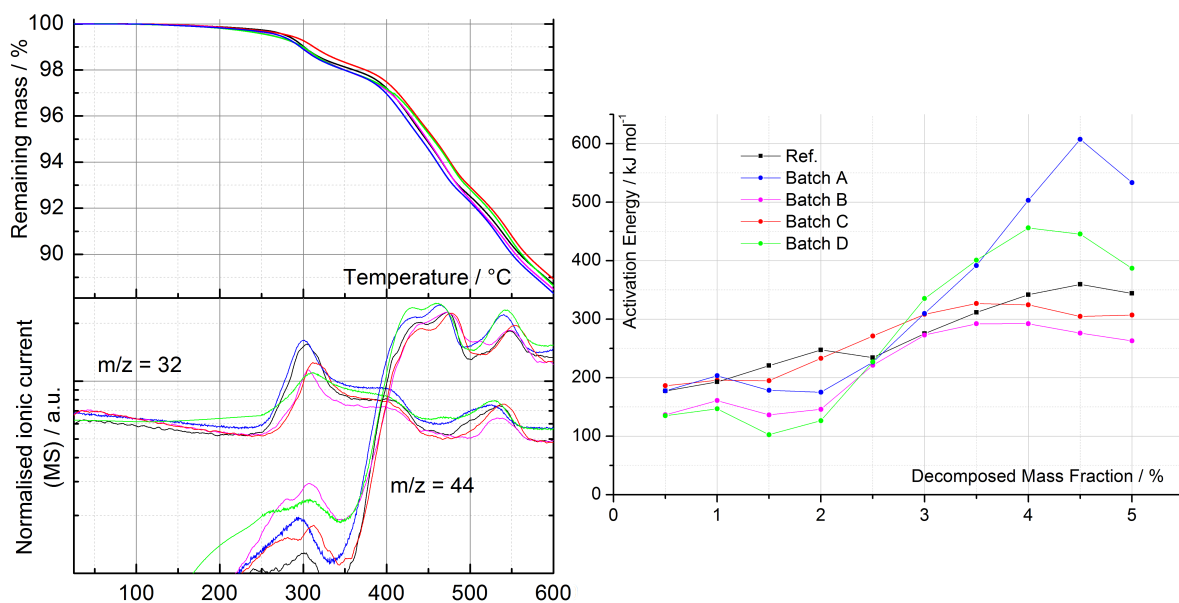 Remaining mass / %
100
98
96
94
92
90
Temperature / °C
Normalised ionic current
(MS) / a.u.
m/z = 32
m/z = 44
100 200 300 400 500 600
Activation Energy / kJ mol⁻¹
600
500
400
300
200
100
0
Ref.
Batch A
Batch B
Batch C
Batch D
Decomposed Mass Fraction / %
0 1 2 3 4 5